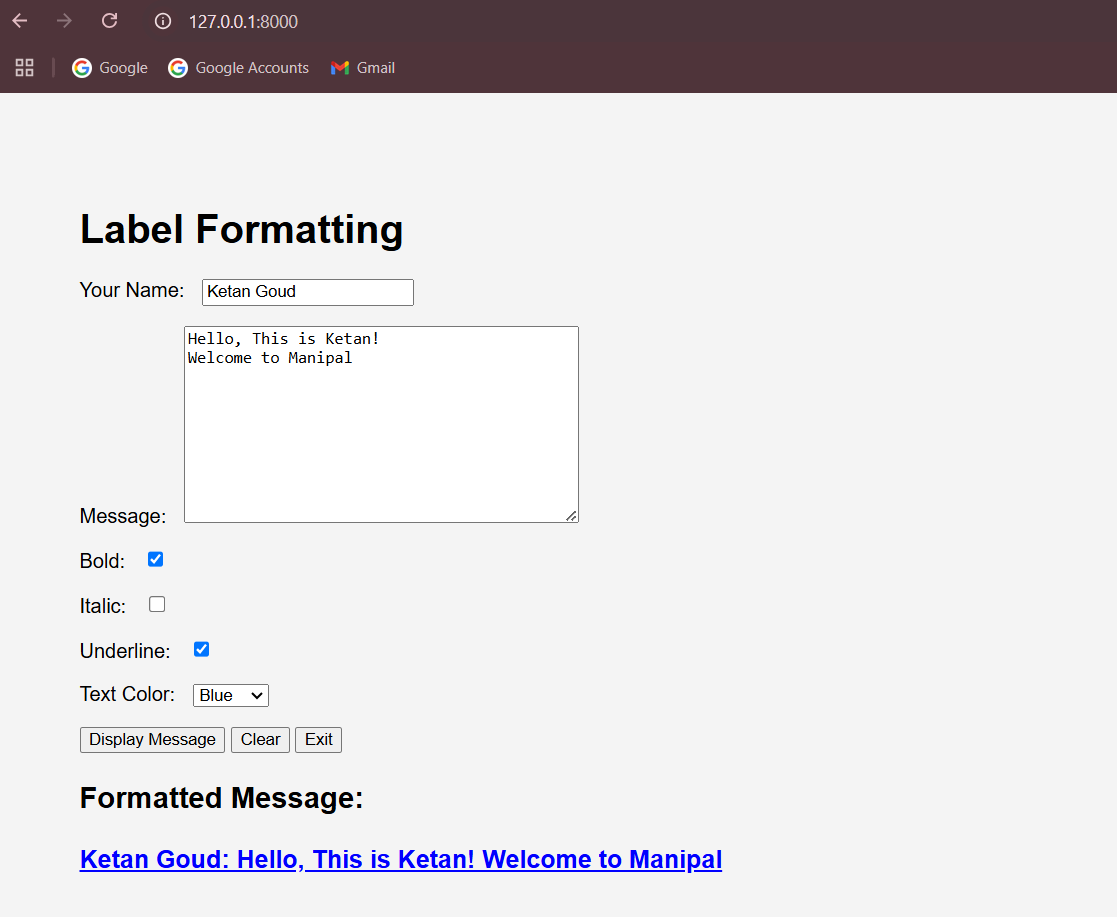 127.0.0.1:8000
Google Google Accounts Gmail
Label Formatting
Your Name: Ketan Goud
Hello, This is Ketan!
Welcome to Manipal
Message:
Bold:
Italic:
Underline:
Text Color: Blue
Display Message Clear Exit
Formatted Message:
Ketan Goud: Hello, This is Ketan! Welcome to Manipal